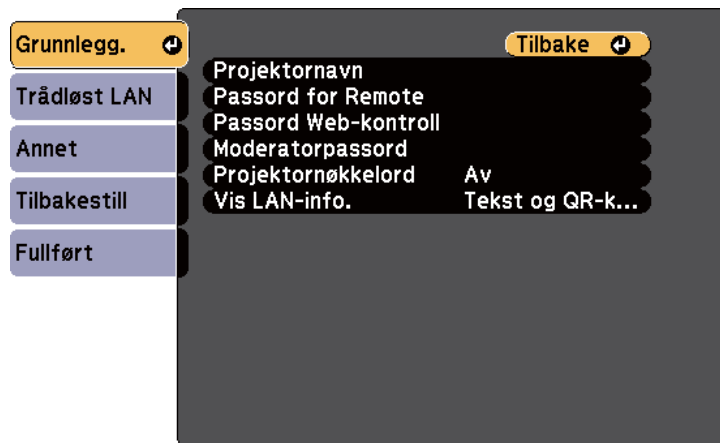 Grunnlegg.
Trådløst LAN
Annet
Tilbakestill
Fullført
Tilbake
Projektornavn
Passord for Remote
Passord Web-kontroll
Moderatorpassord
Projektornøkkelord Av
Vis LAN-info. Tekst og QR-k...